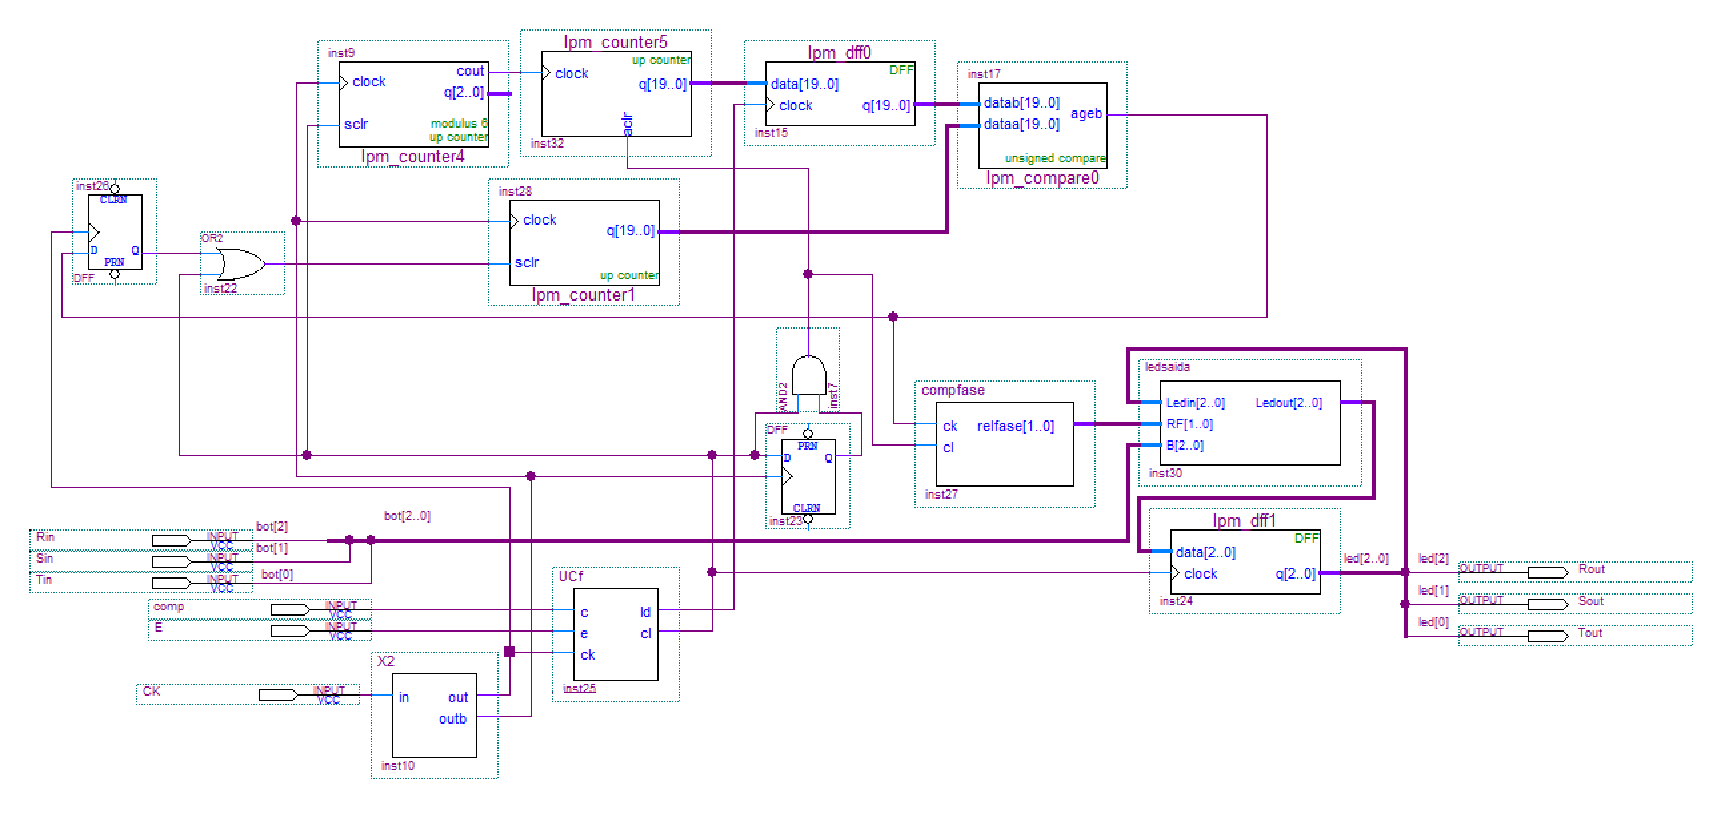 inst9
clock
cout
q[2..0]
sclr
modulus 6
up counter
lpm_counter4
lpm_counter5
up counter
clock
q[19..0]
aclr
inst32
lpm_dff0
DFF
data[19..0]
clock
q[19..0]
inst15
inst17
datab[19..0]
dataa[19..0]
ageb
unsigned compare
lpm_compare0
inst26
CLRN
D
Q
PRN
DFF
OR2
inst22
inst28
clock
q[19..0]
sclr
up counter
lpm_counter1
AND2
inst7
DFF
PRN
D
Q
CLRN
inst23
compfase
ck
relfase[1..0]
cl
inst27
ledsaida
Ledin[2..0]
Ledout[2..0]
RF[1..0]
B[2..0]
inst30
lpm_dff1
DFF
data[2..0]
clock
q[2..0]
inst24
led[2..0]
led[2]
OUTPUT
Rout
led[1]
OUTPUT
Sout
led[0]
OUTPUT
Tout
bot[2..0]
Rin
INPUT
VCC
bot[2]
Sin
INPUT
VCC
bot[1]
Tin
INPUT
VCC
bot[0]
comp
INPUT
VCC
E
INPUT
VCC
UCf
c
ld
e
cl
ck
inst25
CK
INPUT
VCC
X2
in
out
outb
inst10